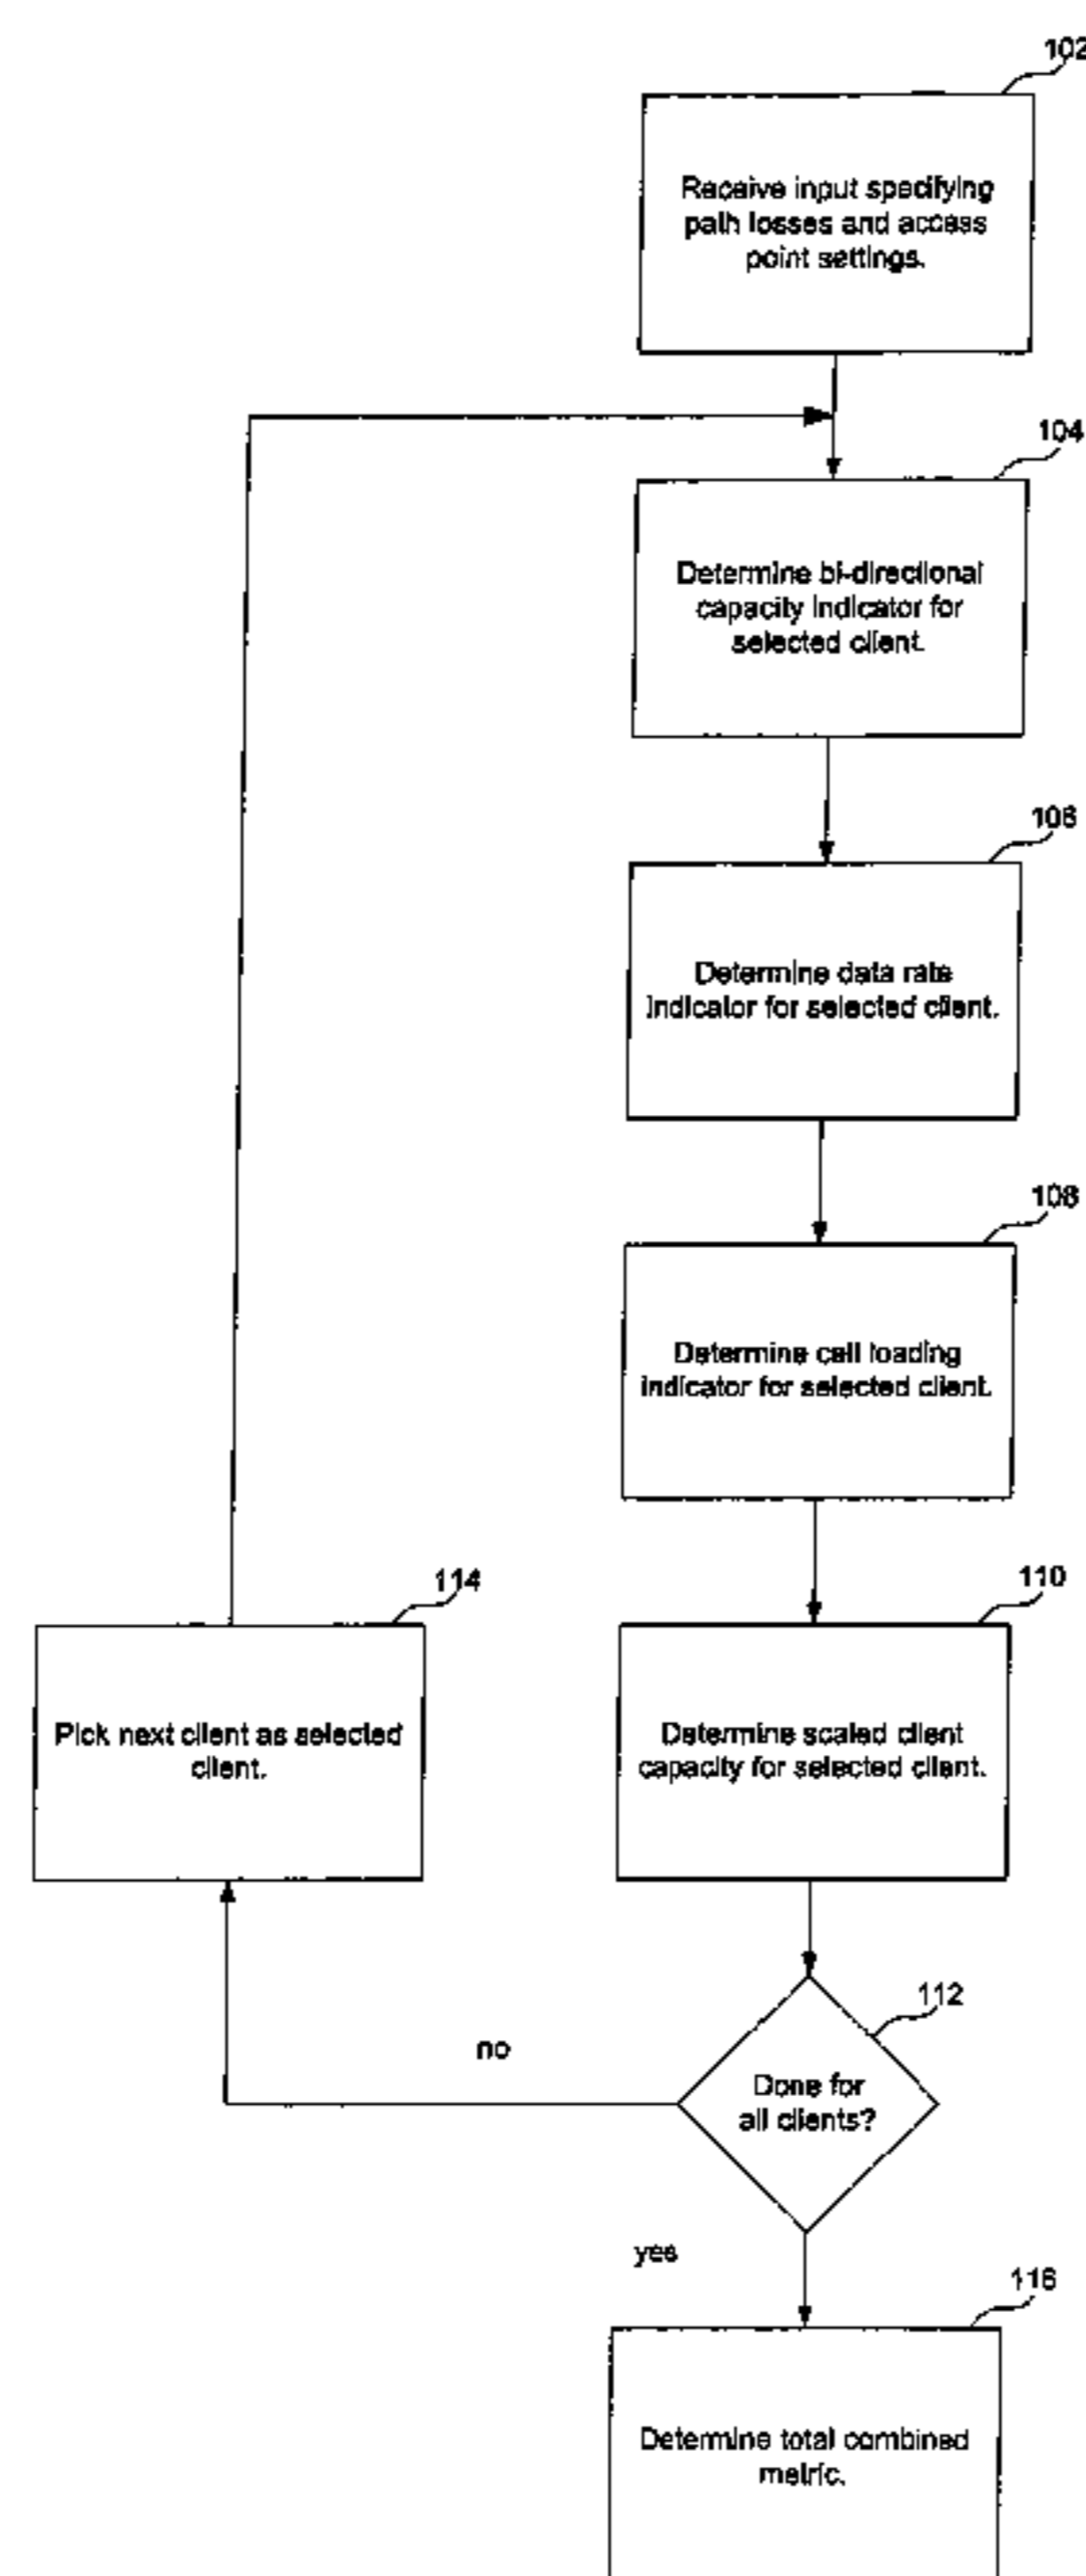 102
Receive input specifying
path losses and access
point settings.
104
Determine bi-directional
capacity indicator for
selected client.
106
Determine data rate
indicator for selected client.
108
Determine cell loading
indicator for selected client.
114
110
Pick next client as selected
client.
Determine scaled client
capacity for selected client.
112
no
Done for
all clients?
yes
116
Determine total combined
metric.